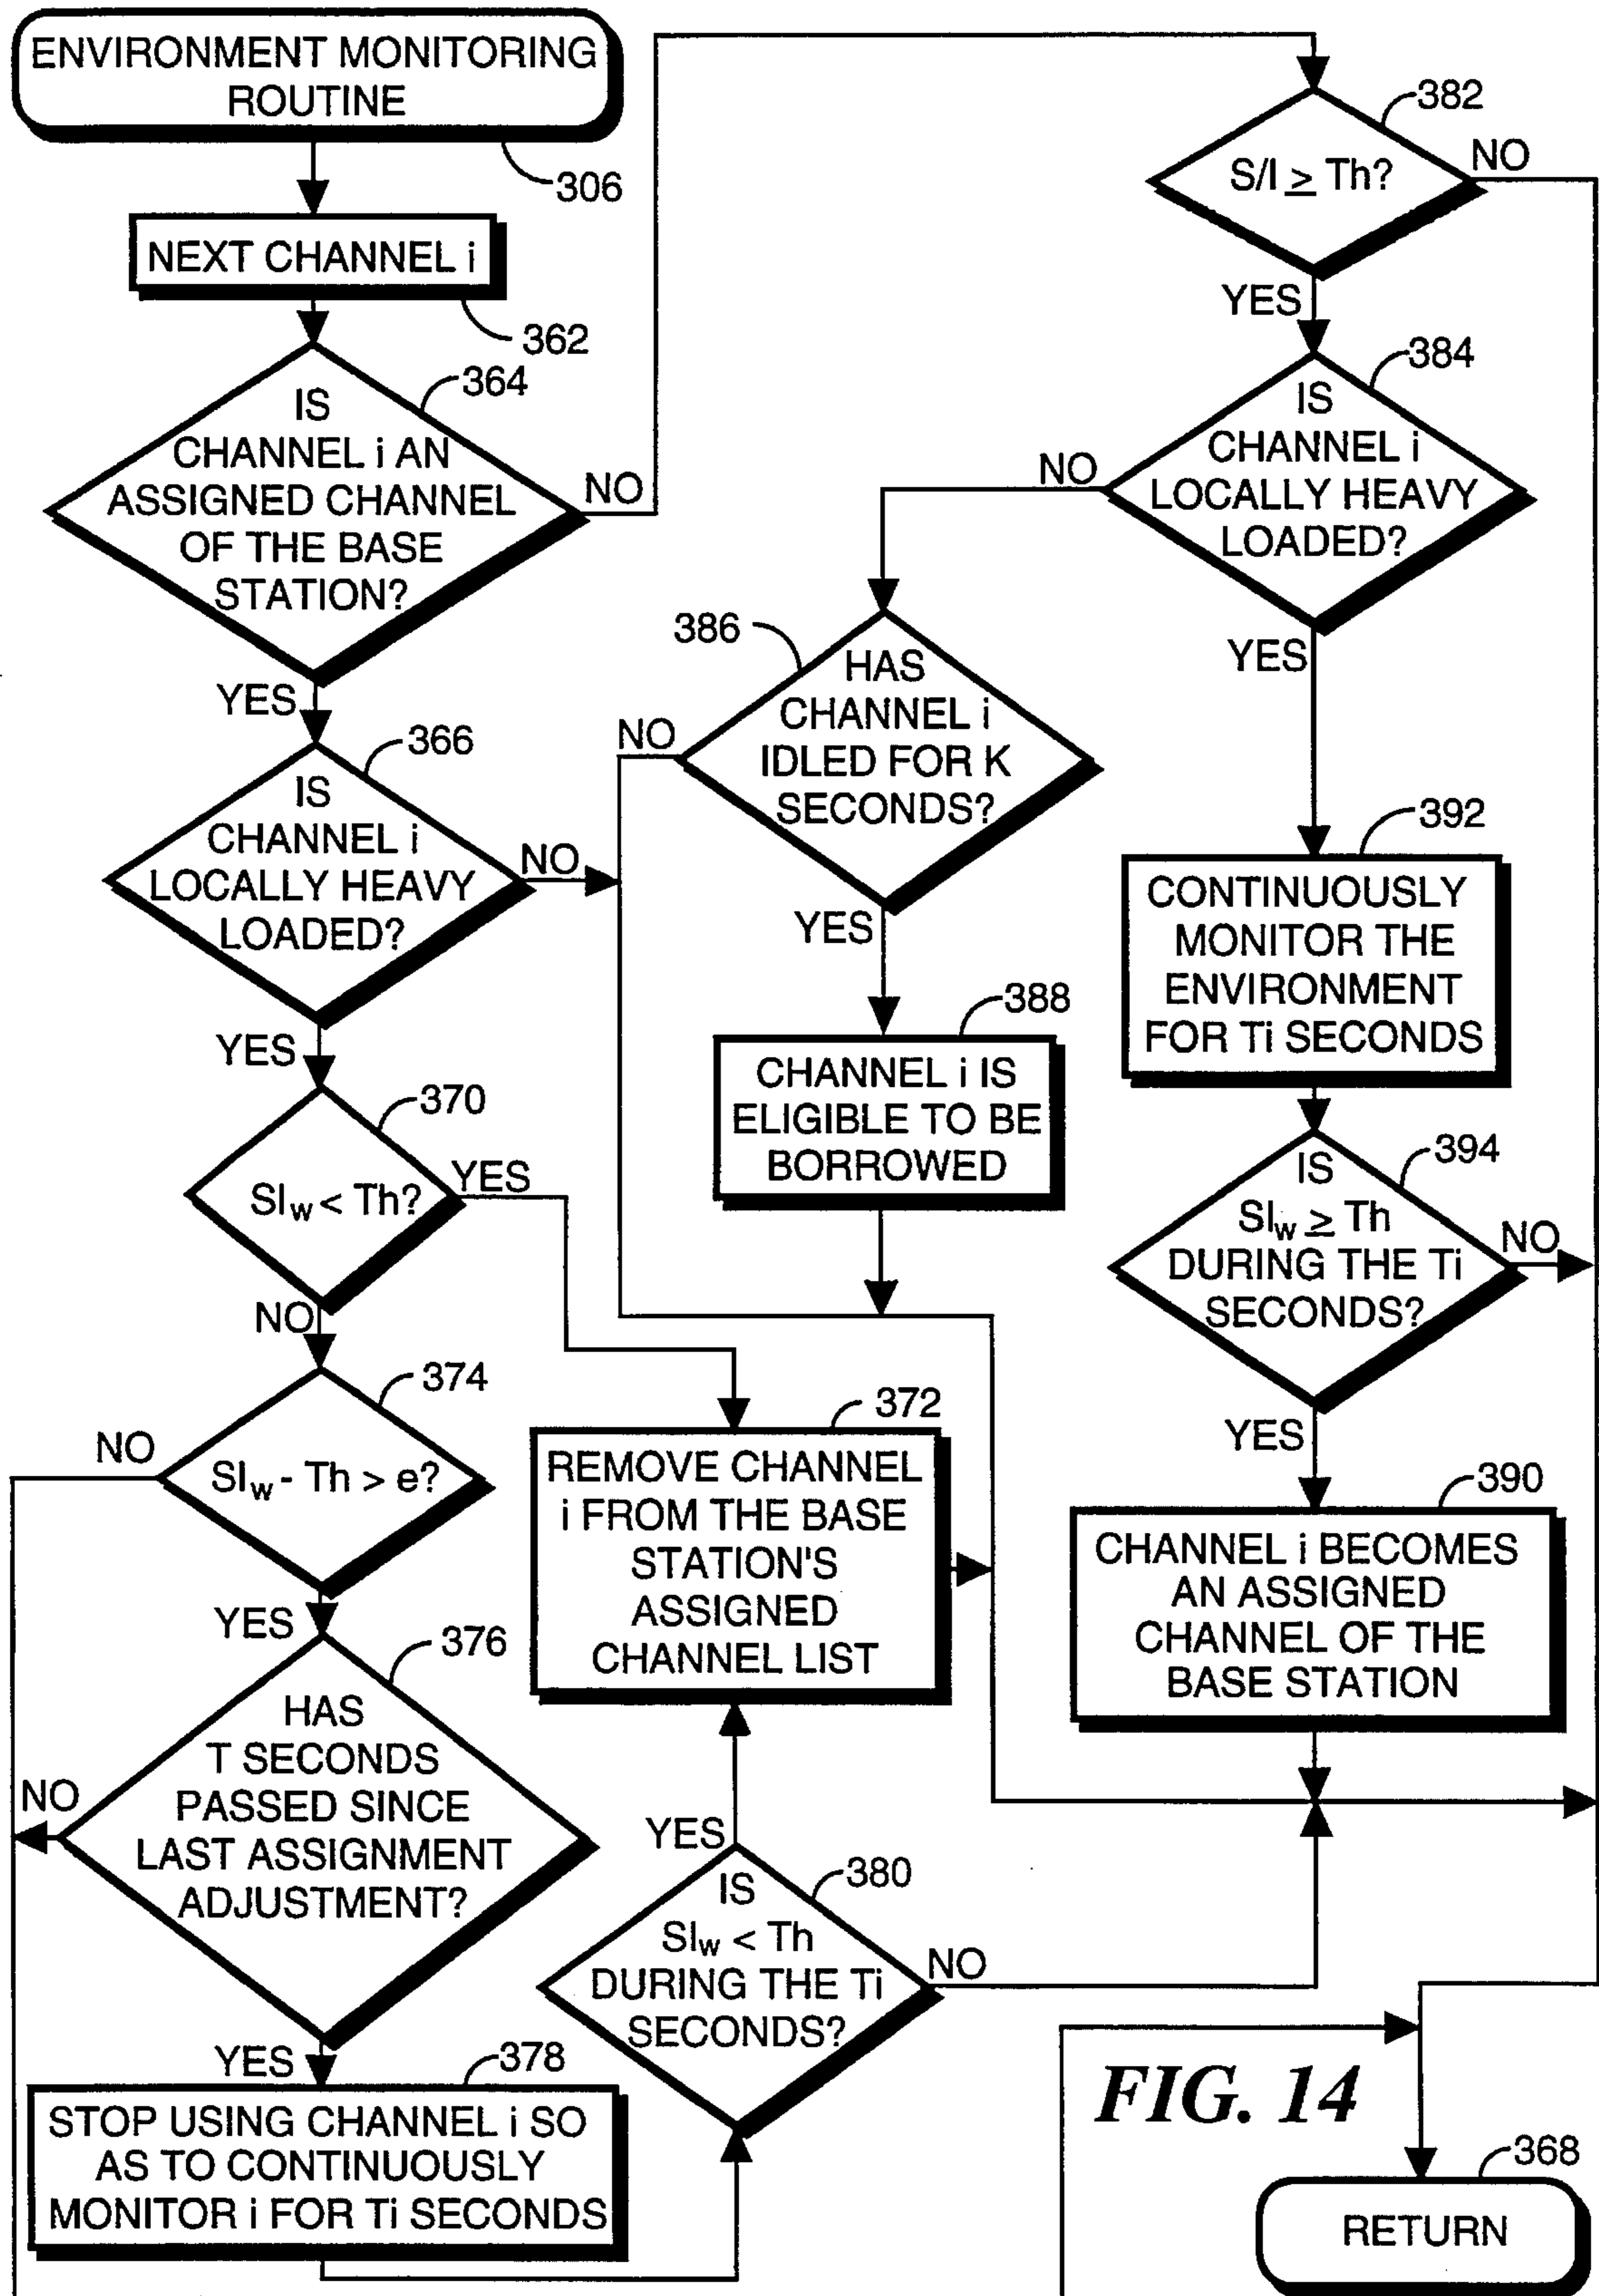 ENVIRONMENT MONITORING
ROUTINE
306
NEXT CHANNEL i
362
364
IS
CHANNEL i AN
ASSIGNED CHANNEL
OF THE BASE
STATION?
NO
YES
366
IS
CHANNEL i
LOCALLY HEAVY
LOADED?
NO
YES
370
SIw < Th?
YES
NO
374
SIw - Th > e?
NO
YES
376
HAS
T SECONDS
PASSED SINCE
LAST ASSIGNMENT
ADJUSTMENT?
NO
YES
378
STOP USING CHANNEL i SO
AS TO CONTINUOUSLY
MONITOR i FOR Ti SECONDS
386
HAS
CHANNEL i
IDLED FOR K
SECONDS?
NO
YES
388
CHANNEL i IS
ELIGIBLE TO BE
BORROWED
372
REMOVE CHANNEL
i FROM THE BASE
STATION'S
ASSIGNED
CHANNEL LIST
YES
380
IS
SIw < Th
DURING THE Ti
SECONDS?
NO
382
S/I ≥ Th?
NO
YES
384
IS
CHANNEL i
LOCALLY HEAVY
LOADED?
NO
YES
392
CONTINUOUSLY
MONITOR THE
ENVIRONMENT
FOR Ti SECONDS
394
IS
SIw ≥ Th
DURING THE Ti
SECONDS?
NO
YES
390
CHANNEL i BECOMES
AN ASSIGNED
CHANNEL OF THE
BASE STATION
FIG. 14
368
RETURN